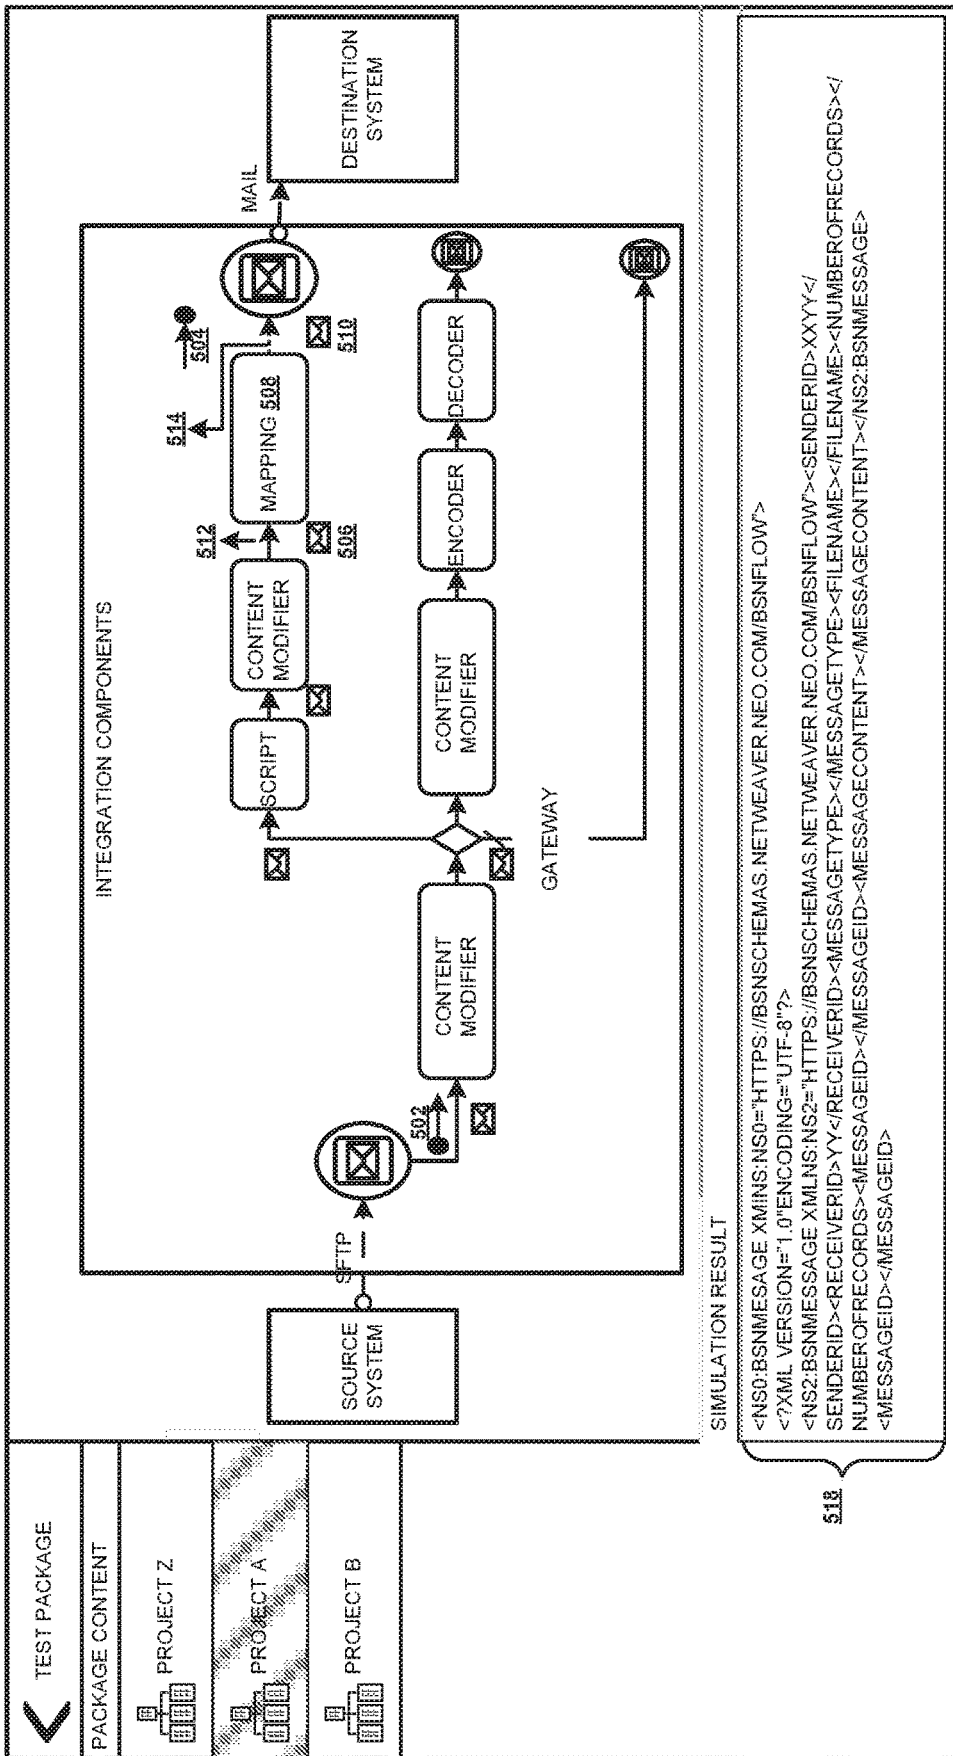 TEST PACKAGE
PACKAGE CONTENT
PROJECT Z
PROJECT A
PROJECT B
INTEGRATION COMPONENTS
SOURCE
SYSTEM
SFTP
502
CONTENT
MODIFIER
GATEWAY
SCRIPT
CONTENT
MODIFIER
512
506
MAPPING 508
514
504
510
MAIL
DESTINATION
SYSTEM
CONTENT
MODIFIER
ENCODER
DECODER
SIMULATION RESULT
518
<NS0:BSNMESAGE XMINS:NS0="HTTPS://BSNSCHEMAS.NETWEAVER.NEO.COM/BSNFLOW">
<?XML VERSION="1.0"ENCODING="UTF-8"?>
<NS2:BSNMESSAGE XMLNS:NS2="HTTPS://BSNSCHEMAS.NETWEAVER.NEO.COM/BSNFLOW"><SENDERID>XXYY</
SENDERID><RECEIVERID>YY</RECEIVERID><MESSAGETYPE></MESSAGETYPE><FILENAME></FILENAME><NUMBEROFRECORDS></
NUMBEROFRECORDS><MESSAGEID></MESSAGEID><MESSAGECONTENT></MESSAGECONTENT></NS2:BSNMESSAGE>
<MESSAGEID></MESSAGEID>